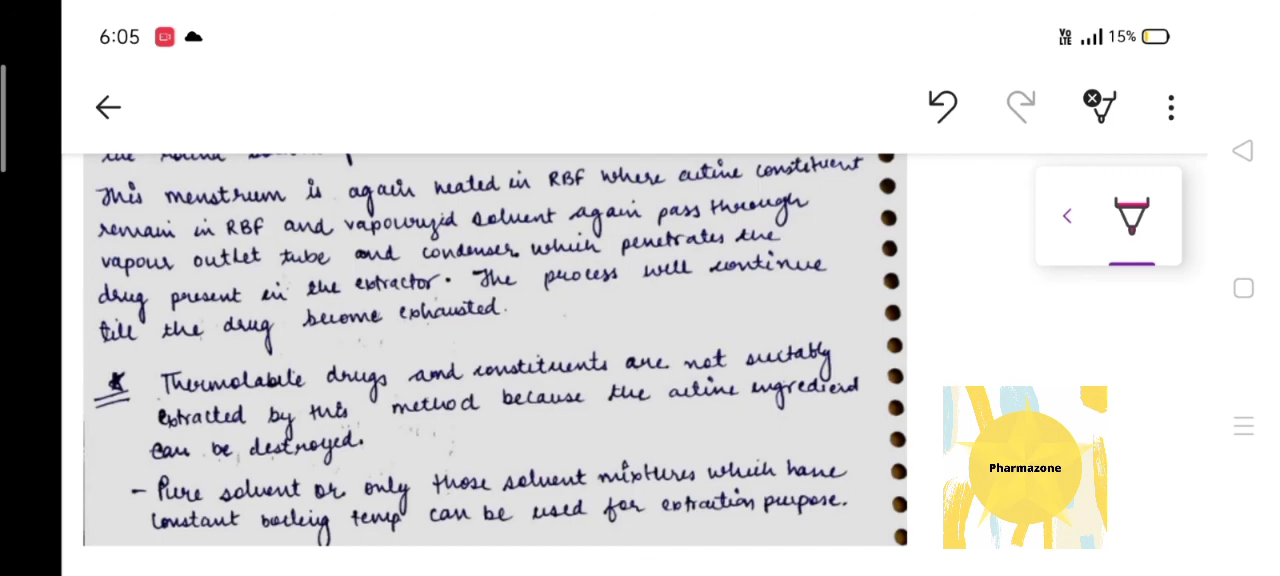 6:05
Vo LTE 15%
This menstrum is again heated in RBF where active constituent
remain in RBF and vapouryid solvent again pass through
vapour outlet tube and condenser which penetrates the
drug present in the extractor. The process will continue
till the drug become exhausted.
Thermolabile drugs and constituents are not suitably
extracted by this method because the active ingredient
can be destroyed.
- Pure solvent or only those solvent mixtures which have
constant boiling temp can be used for extraction purpose.
Pharmazone